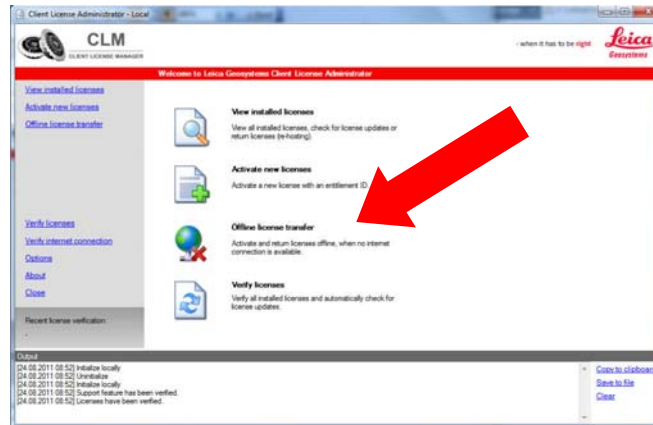 Client License Administrator - Local
CLM
CLIENT LICENSE MANAGER
- when it has to be right
Leica
Geosystems
Welcome to Leica Geosystems Client License Administrator
View installed licenses
Activate new licenses
Offline license transfer
Verify licenses
Verify internet connection
Options
About
Close
Recent license verification:
-
View installed licenses
View all installed licenses, check for license updates or
return licenses (re-hosting).
Activate new licenses
Activate a new license with an entitlement ID.
Offline license transfer
Activate and return licenses offline, when no internet
connection is available.
Verify licenses
Verify all installed licenses and automatically check for
license updates.
Output
[24.08.2011 08:52] Initialize locally
[24.08.2011 08:52] Uninitialize
[24.08.2011 08:52] Initialize locally
[24.08.2011 08:52] Support feature has been verified.
[24.08.2011 08:52] Licenses have been verified.
Copy to clipboard
Save to file
Clear